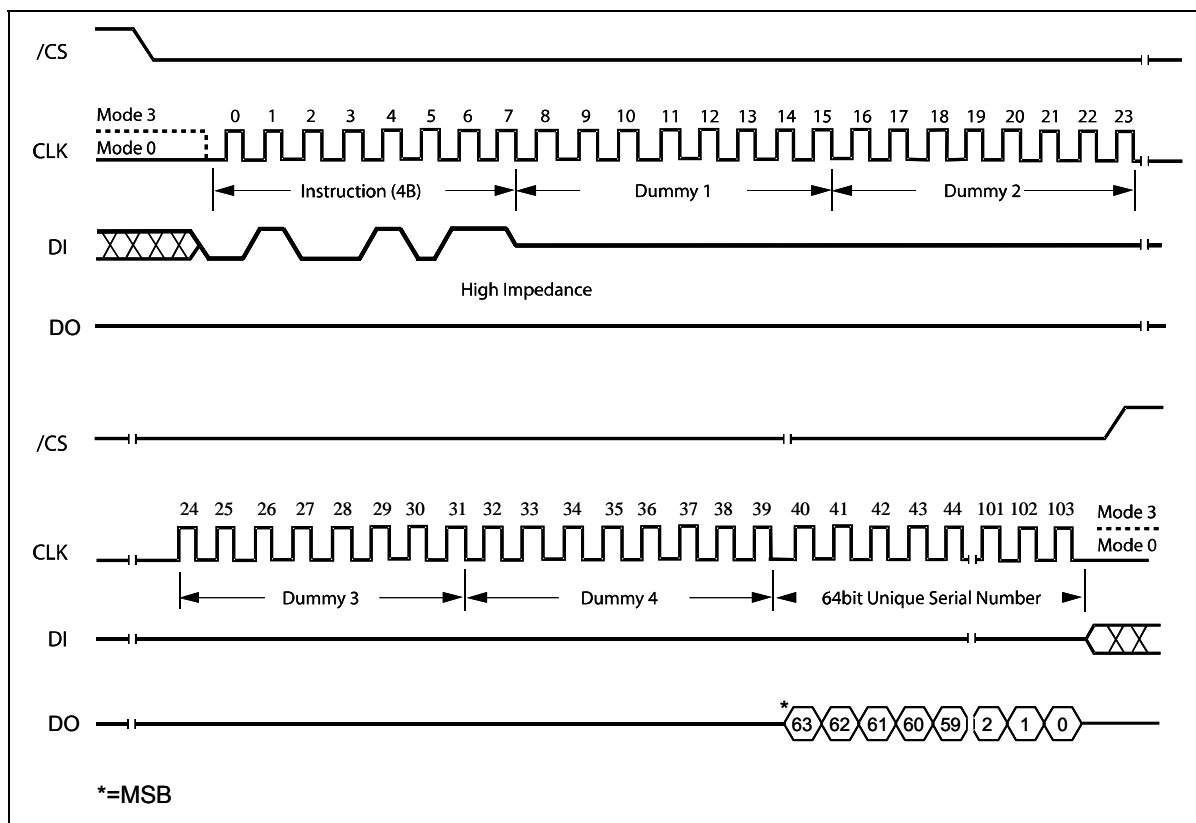 /CS
Mode 3
0 1 2 3 4 5 6 7 8 9 10 11 12 13 14 15 16 17 18 19 20 21 22 23
CLK
Mode 0
Instruction (4B) Dummy 1 Dummy 2
DI
High Impedance
DO
/CS
24 25 26 27 28 29 30 31 32 33 34 35 36 37 38 39 40 41 42 43 44 101 102 103
Mode 3
CLK
Mode 0
Dummy 3 Dummy 4 64bit Unique Serial Number
DI
*
DO 63 62 61 60 59 2 1 0
*=MSB